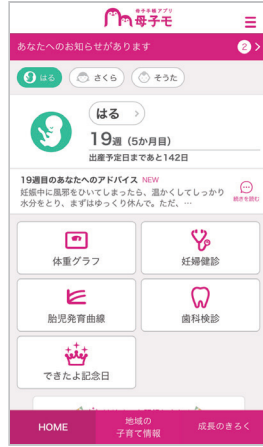 母子手帳アプリ
母子モ
あなたへのお知らせがあります 2
はる さくら そうた
はる
19週 (5か月目)
出産予定日まであと142日
19週目のあなたへのアドバイス NEW
妊娠中に風邪をひいてしまったら、温かくしてしっかり
水分をとり、まずはゆっくり休んで。ただ、…
続きを読む
体重グラフ 妊婦健診
胎児発育曲線 歯科検診
できたよ記念日
HOME 地域の
子育て情報 成長のきろく